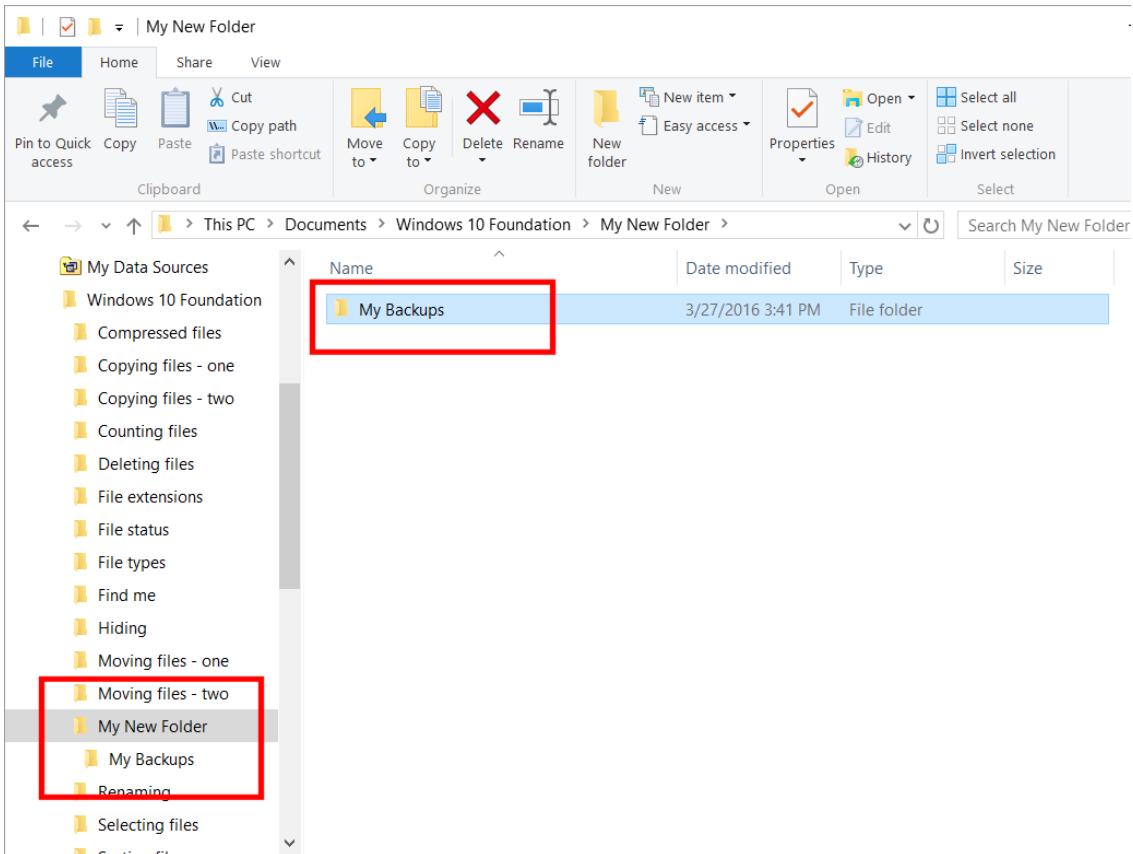 My New Folder
File Home Share View
Pin to Quick access
Copy
Paste
Cut
Copy path
Paste shortcut
Clipboard
Move to
Copy to
Delete
Rename
Organize
New folder
New item
Easy access
New
Properties
Open
Edit
History
Open
Select all
Select none
Invert selection
Select
This PC > Documents > Windows 10 Foundation > My New Folder >
Search My New Folder
My Data Sources
Windows 10 Foundation
Compressed files
Copying files - one
Copying files - two
Counting files
Deleting files
File extensions
File status
File types
Find me
Hiding
Moving files - one
Moving files - two
My New Folder
My Backups
Renaming
Selecting files
Name Date modified Type Size
My Backups 3/27/2016 3:41 PM File folder